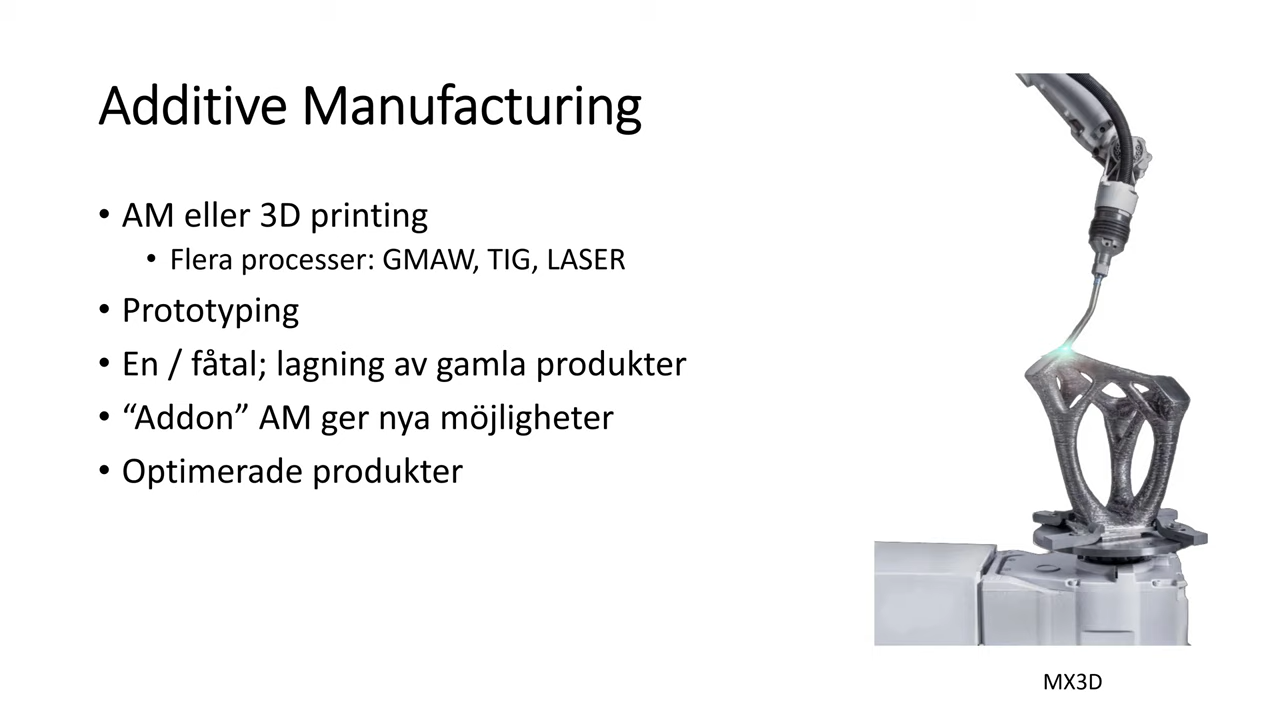 Additive Manufacturing
• AM eller 3D printing
• Flera processer: GMAW, TIG, LASER
• Prototyping
• En / fåtal; lagning av gamla produkter
• “Addon” AM ger nya möjligheter
• Optimerade produkter
MX3D